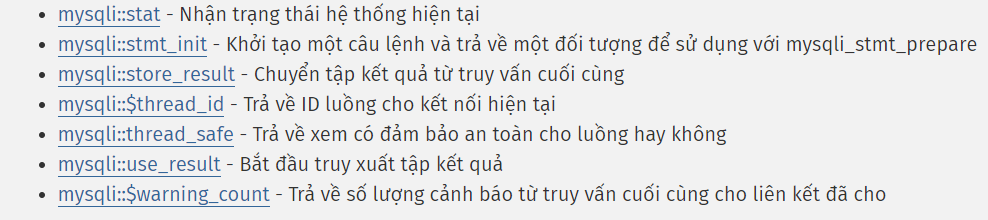 mysqli::stat - Nhận trạng thái hệ thống hiện tại
mysqli::stmt_init - Khởi tạo một câu lệnh và trả về một đối tượng để sử dụng với mysqli_stmt_prepare
mysqli::store_result - Chuyển tập kết quả từ truy vấn cuối cùng
mysqli::$thread_id - Trả về ID luồng cho kết nối hiện tại
mysqli::thread_safe - Trả về xem có đảm bảo an toàn cho luồng hay không
mysqli::use_result - Bắt đầu truy xuất tập kết quả
mysqli::$warning_count - Trả về số lượng cảnh báo từ truy vấn cuối cùng cho liên kết đã cho